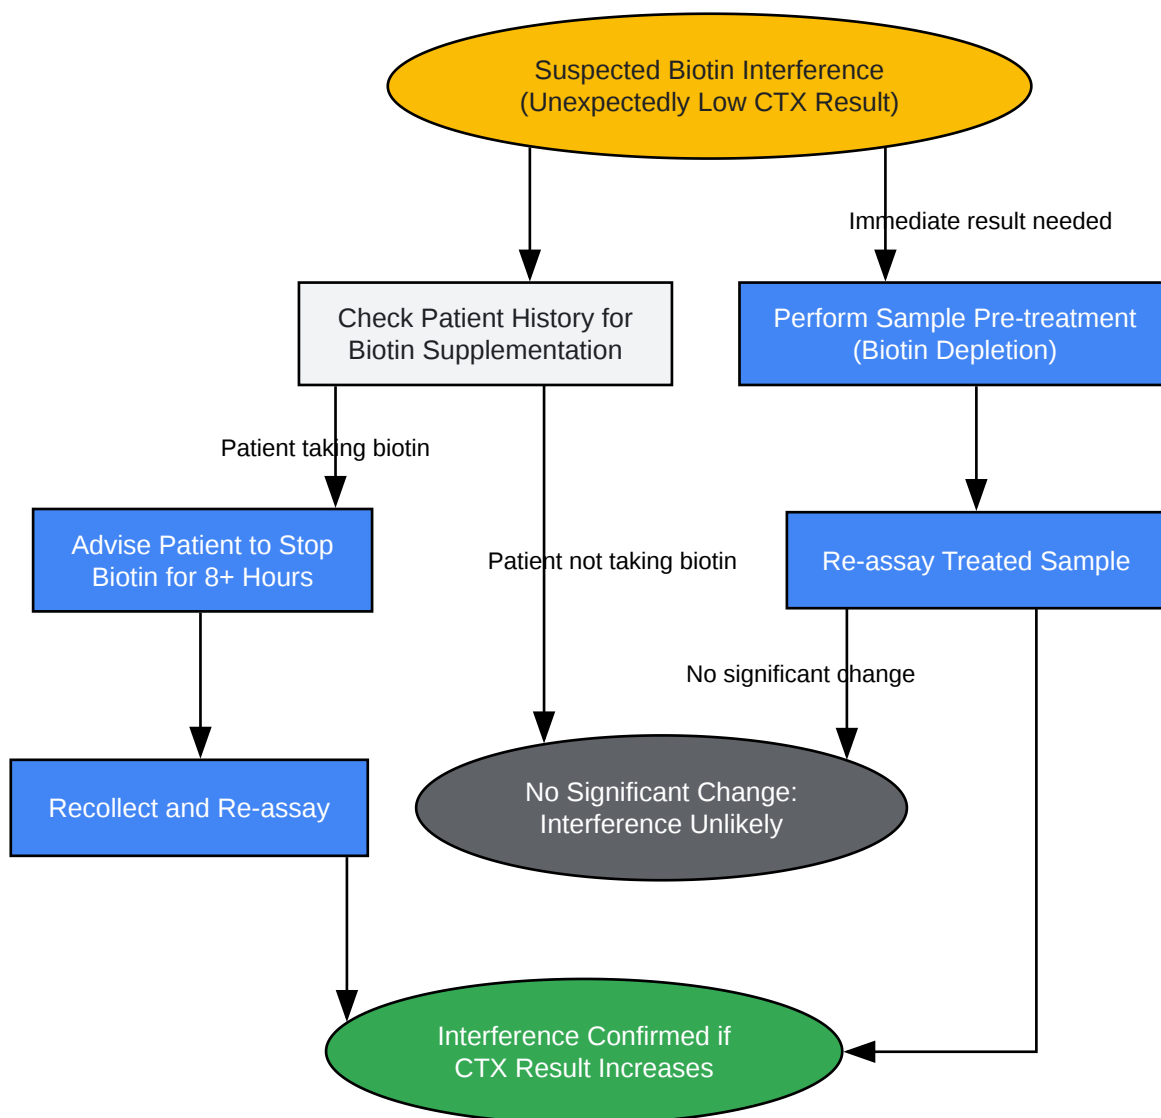 Suspected Biotin Interference
(Unexpectedly Low CTX Result)
Immediate result needed
Check Patient History for
Biotin Supplementation
Perform Sample Pre-treatment
(Biotin Depletion)
Patient taking biotin
Advise Patient to Stop
Biotin for 8+ Hours
Patient not taking biotin
Re-assay Treated Sample
No significant change
Recollect and Re-assay
No Significant Change:
Interference Unlikely
Interference Confirmed if
CTX Result Increases